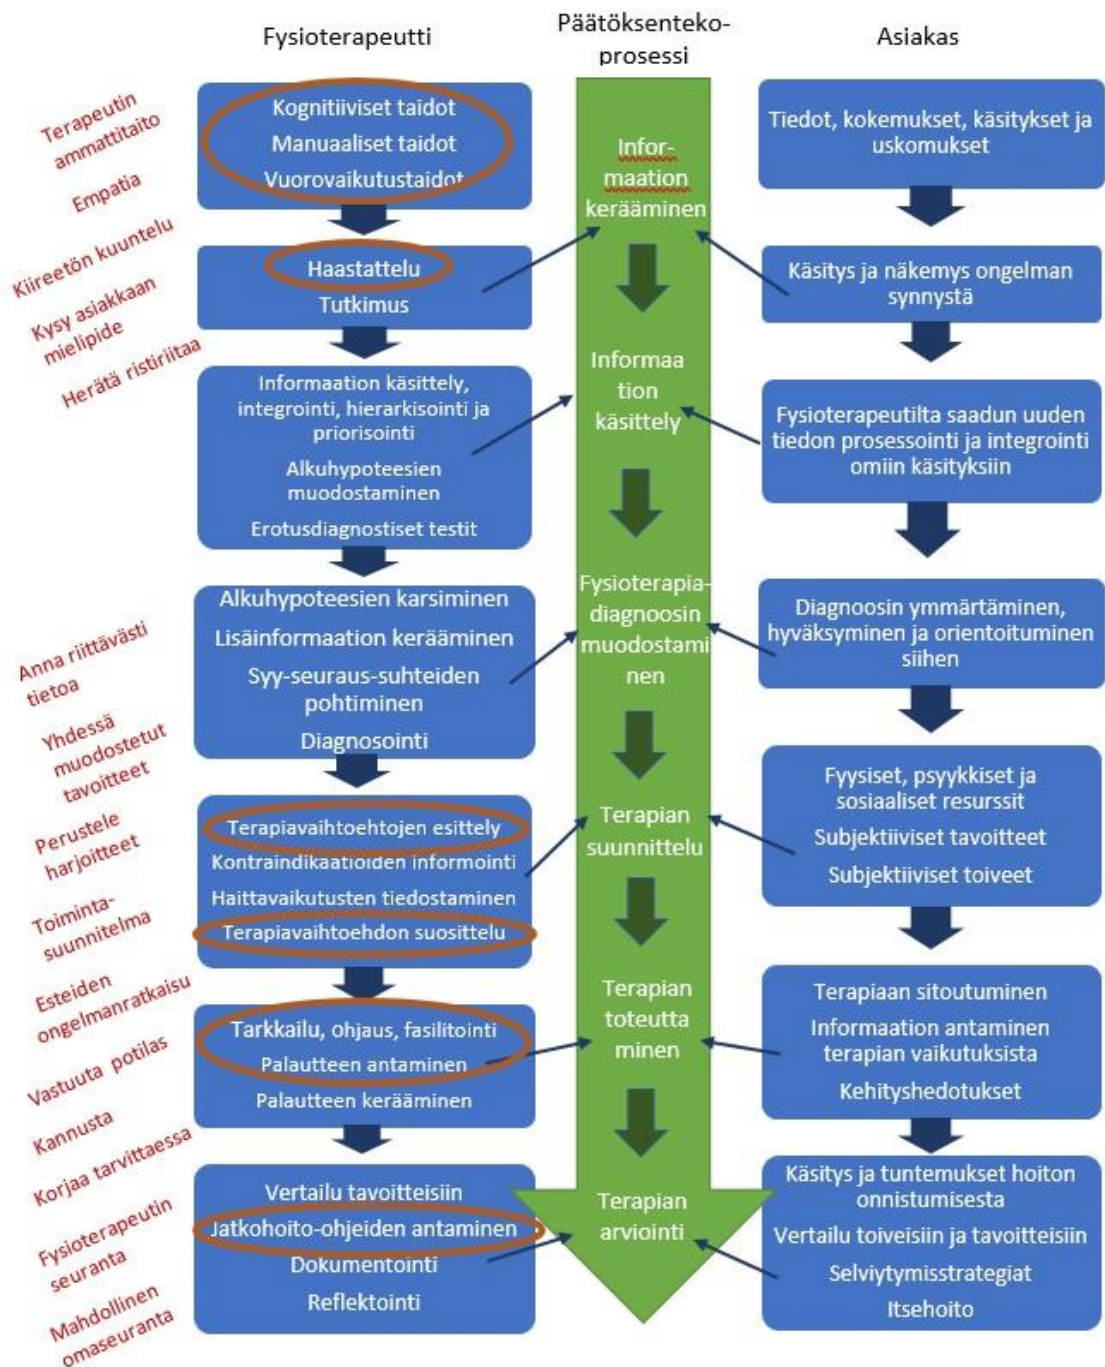 Fysioterapeutti
Päätöksenteko-
prosessi
Asiakas
Terapeutin
ammattitaito
Empatia
Kiireetön kuuntelu
Kysy asiakkaan
mielipide
Herätä ristiriitaa
Anna riittävästi
tietoa
Yhdessä
muodostetut
tavoitteet
Perustele
harjoitteet
Toiminta-
suunnitelma
Esteiden
ongelmanratkaisu
Vastuuta potilas
Kannusta
Korjaa tarvittaessa
Fysioterapeutin
seuranta
Mahdollinen
omaseuranta
Kognitiiviset taidot
Manuaaliset taidot
Vuorovaikutustaidot
Haastattelu
Tutkimus
Informaation käsittely,
integrointi, hierarkisointi ja
priorisointi
Alkuhypoteesien
muodostaminen
Erotusdiagnostiset testit
Alkuhypoteesien karsiminen
Lisäinformaation kerääminen
Syy-seuraus-suhteiden
pohtiminen
Diagnosointi
Terapiavaihtoehtojen esittely
Kontraindikaatioiden informointi
Haittavaikutusten tiedostaminen
Terapiavaihtoehdon suosittelu
Tarkkailu, ohjaus, fasilitointi
Palautteen antaminen
Palautteen kerääminen
Vertailu tavoitteisiin
Jatkohoito-ohjeiden antaminen
Dokumentointi
Reflektointi
Infor-
maation
kerääminen
Informaa
tion
käsittely
Fysioterapia-
diagnoosin
muodostami
nen
Terapian
suunnittelu
Terapian
toteutta
minen
Terapian
arviointi
Tiedot, kokemukset, käsitykset ja
uskomukset
Käsitys ja näkemys ongelman
synnystä
Fysioterapeutilta saadun uuden
tiedon prosessointi ja integrointi
omiin käsityksiin
Diagnoosin ymmärtäminen,
hyväksyminen ja orientoituminen
siihen
Fyysiset, psyykkiset ja
sosiaaliset resurssit
Subjektiiviset tavoitteet
Subjektiiviset toiveet
Terapiaan sitoutuminen
Informaation antaminen
terapian vaikutuksista
Kehityshedotukset
Käsitys ja tuntemukset hoiton
onnistumisesta
Vertailu toiveisiin ja tavoitteisiin
Selviytymisstrategiat
Itsehoito